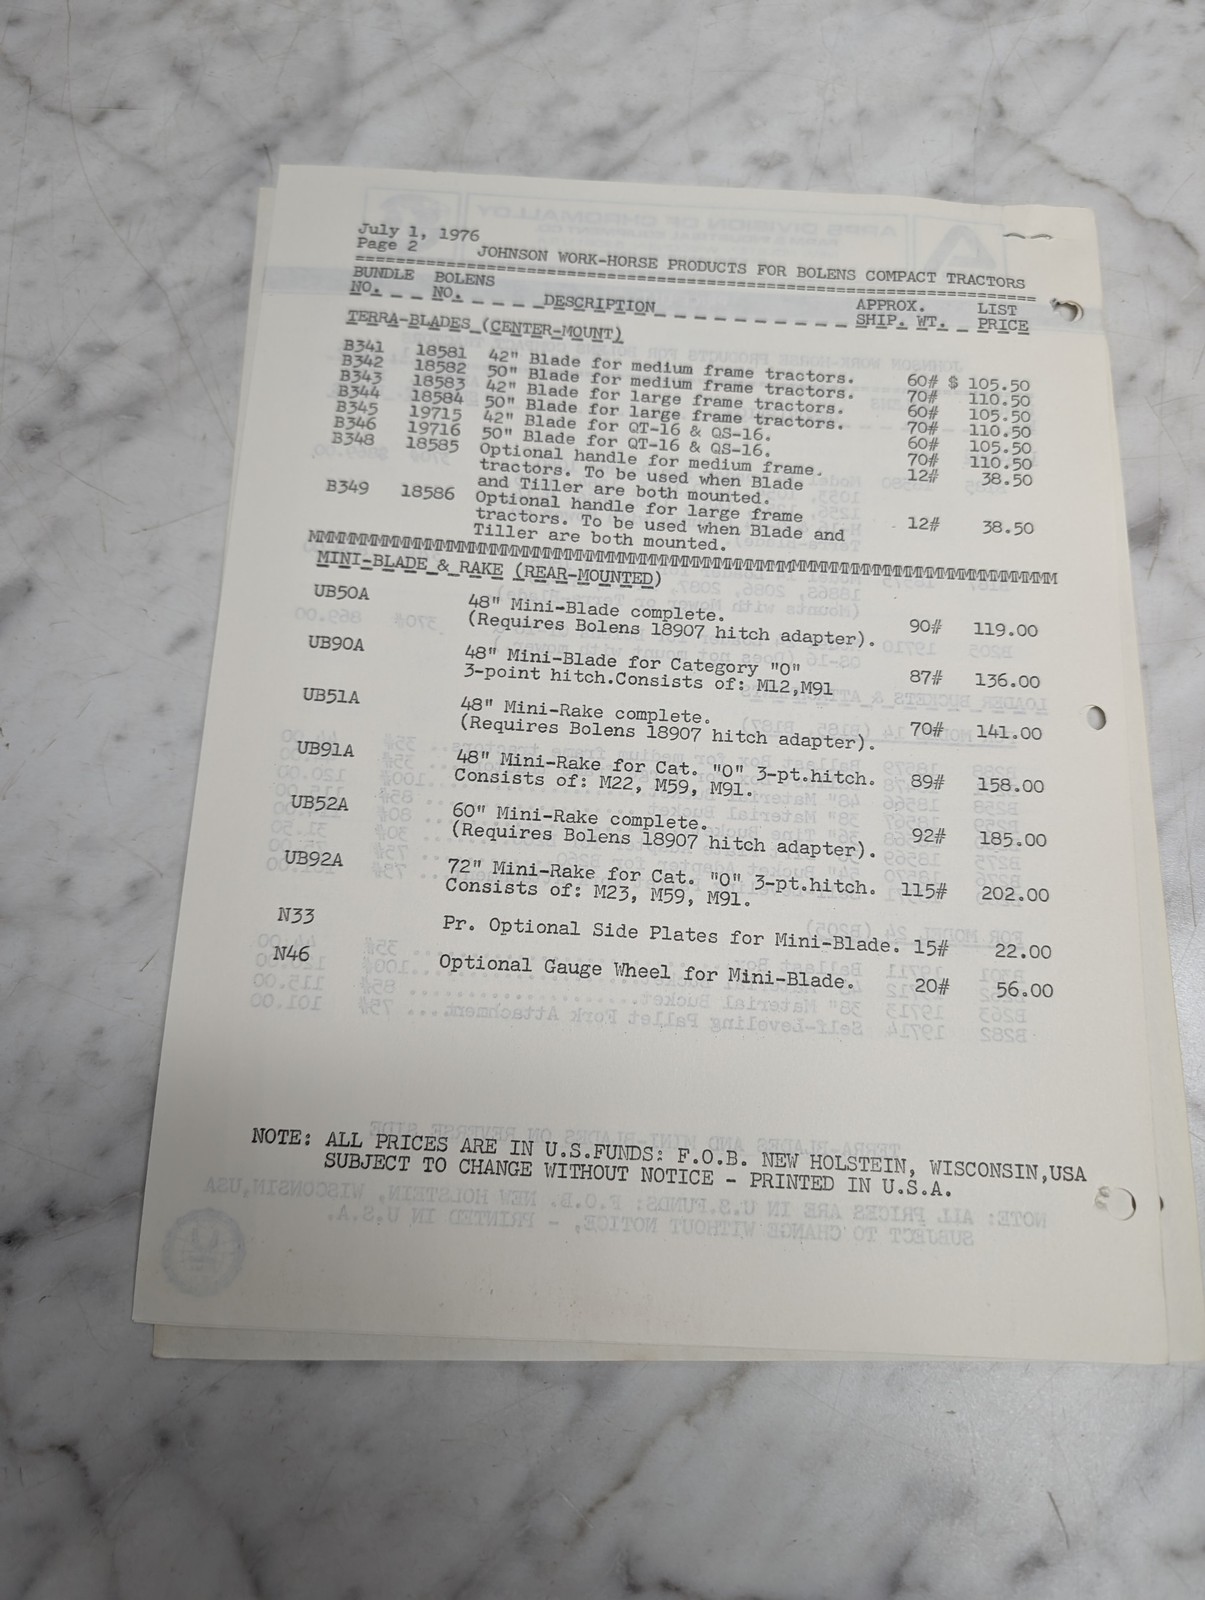 July 1, 1976
Page 2
JOHNSON WORK-HORSE PRODUCTS FOR BOLENS COMPACT TRACTORS
BUNDLE NO. BOLENS NO. DESCRIPTION APPROX. SHIP. WT. LIST PRICE
TERRA-BLADES (CENTER-MOUNT)
B341 18581 42" Blade for medium frame tractors. 60# $ 105.50
B342 18582 50" Blade for medium frame tractors. 70# 110.50
B343 18583 42" Blade for large frame tractors. 60# 105.50
B344 18584 50" Blade for large frame tractors. 70# 110.50
B345 19715 42" Blade for QT-16 & QS-16. 60# 105.50
B346 19716 50" Blade for QT-16 & QS-16. 70# 110.50
B348 18585 Optional handle for medium frame. 12# 38.50
tractors. To be used when Blade
and Tiller are both mounted.
B349 18586 Optional handle for large frame 12# 38.50
tractors. To be used when Blade and
Tiller are both mounted.
MINI-BLADE & RAKE (REAR-MOUNTED)
UB50A 48" Mini-Blade complete. 90# 119.00
(Requires Bolens 18907 hitch adapter).
UB90A 48" Mini-Blade for Category "O" 87# 136.00
3-point hitch.Consists of: M12,M91
UB51A 48" Mini-Rake complete. 70# 141.00
(Requires Bolens 18907 hitch adapter).
UB91A 48" Mini-Rake for Cat. "O" 3-pt.hitch. 89# 158.00
Consists of: M22, M59, M91.
UB52A 60" Mini-Rake complete. 92# 185.00
(Requires Bolens 18907 hitch adapter).
UB92A 72" Mini-Rake for Cat. "O" 3-pt.hitch. 115# 202.00
Consists of: M23, M59, M91.
N33 Pr. Optional Side Plates for Mini-Blade. 15# 22.00
N46 Optional Gauge Wheel for Mini-Blade. 20# 56.00
NOTE: ALL PRICES ARE IN U.S.FUNDS: F.O.B. NEW HOLSTEIN, WISCONSIN,USA
SUBJECT TO CHANGE WITHOUT NOTICE - PRINTED IN U.S.A.